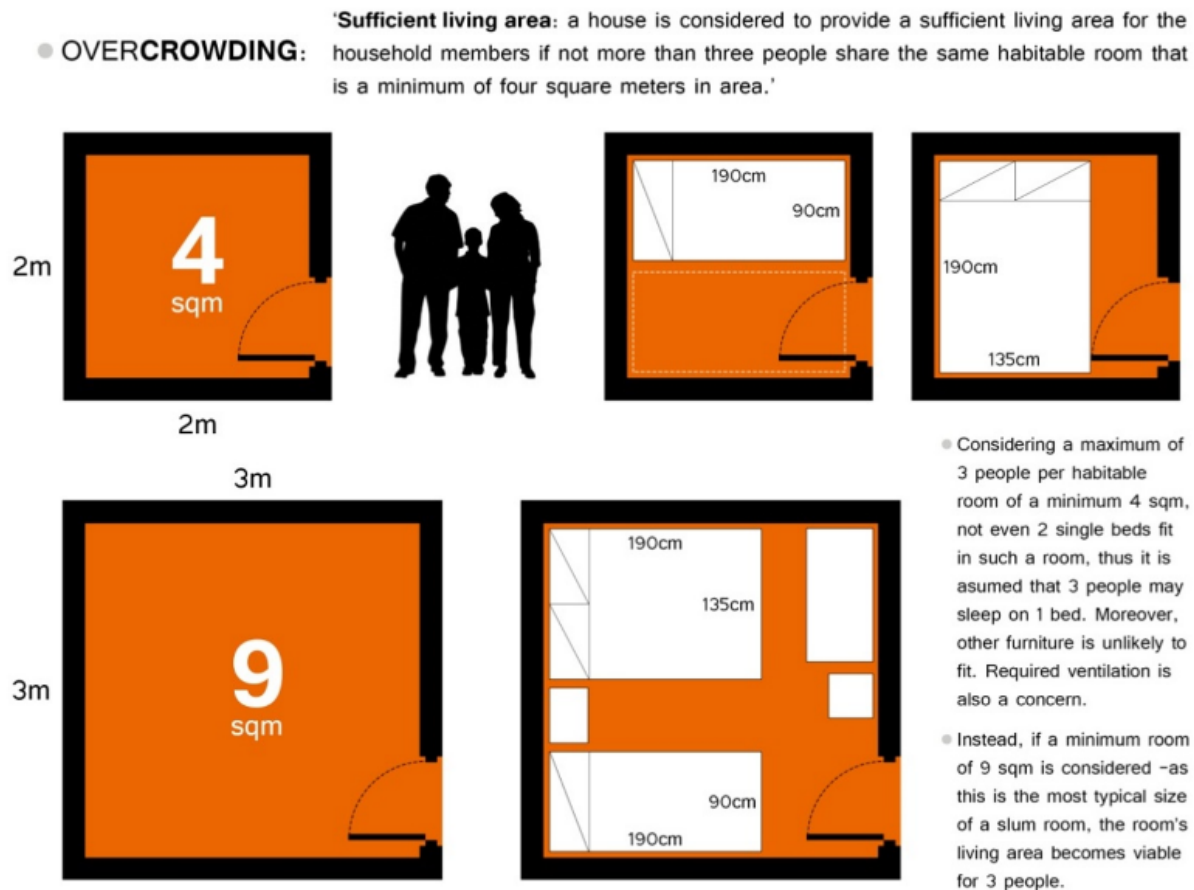 OVERCROWDING:
‘Sufficient living area: a house is considered to provide a sufficient living area for the
household members if not more than three people share the same habitable room that
is a minimum of four square meters in area.’
2m
4
sqm
2m
190cm
90cm
190cm
135cm
3m
3m
9
sqm
190cm
135cm
90cm
190cm
Considering a maximum of
3 people per habitable
room of a minimum 4 sqm,
not even 2 single beds fit
in such a room, thus it is
asumed that 3 people may
sleep on 1 bed. Moreover,
other furniture is unlikely to
fit. Required ventilation is
also a concern.
Instead, if a minimum room
of 9 sqm is considered -as
this is the most typical size
of a slum room, the room's
living area becomes viable
for 3 people.